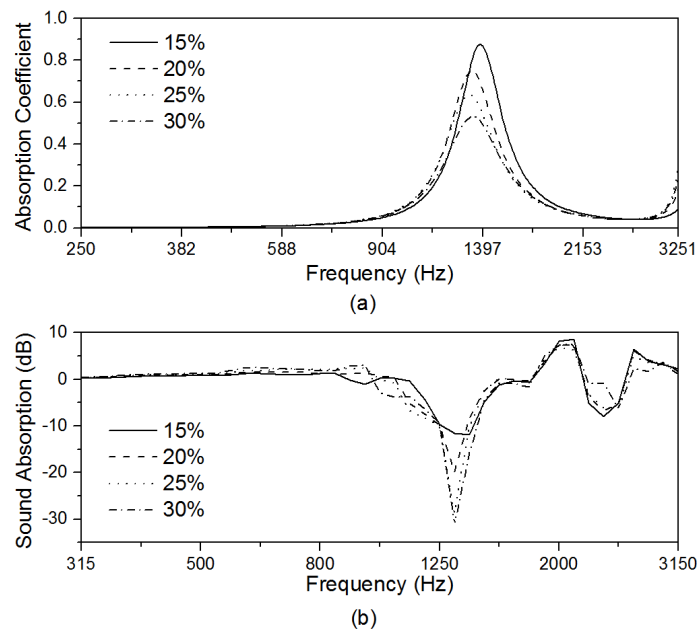 1.0
0.8
0.6
0.4
0.2
0.0
Absorption Coefficient
15%
20%
25%
30%
250 382 588 904 1397 2153 3251
Frequency (Hz)
(a)
10
0
-10
-20
-30
Sound Absorption (dB)
15%
20%
25%
30%
315 500 800 1250 2000 3150
Frequency (Hz)
(b)